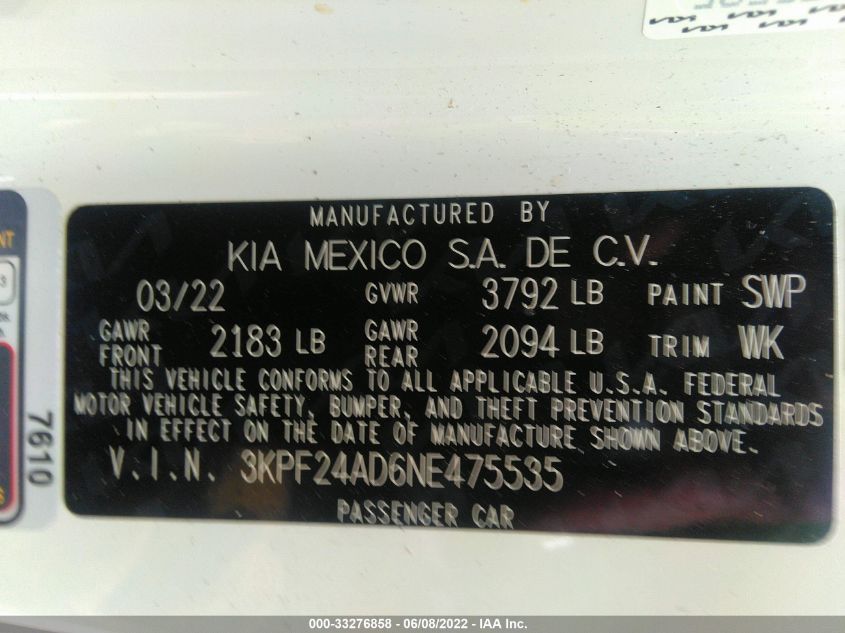 MANUFACTURED BY
KIA MEXICO S.A. DE C.V.
03/22 GVWR 3792 LB PAINT SWP
GAWR FRONT 2183 LB GAWR REAR 2094 LB TRIM WK
THIS VEHICLE CONFORMS TO ALL APPLICABLE U.S.A. FEDERAL
MOTOR VEHICLE SAFETY, BUMPER, AND THEFT PREVENTION STANDARDS
IN EFFECT ON THE DATE OF MANUFACTURE SHOWN ABOVE.
V.I.N. 3KPF24AD6NE475535
PASSENGER CAR
7610
000-33276858 - 06/08/2022 - IAA, Inc.